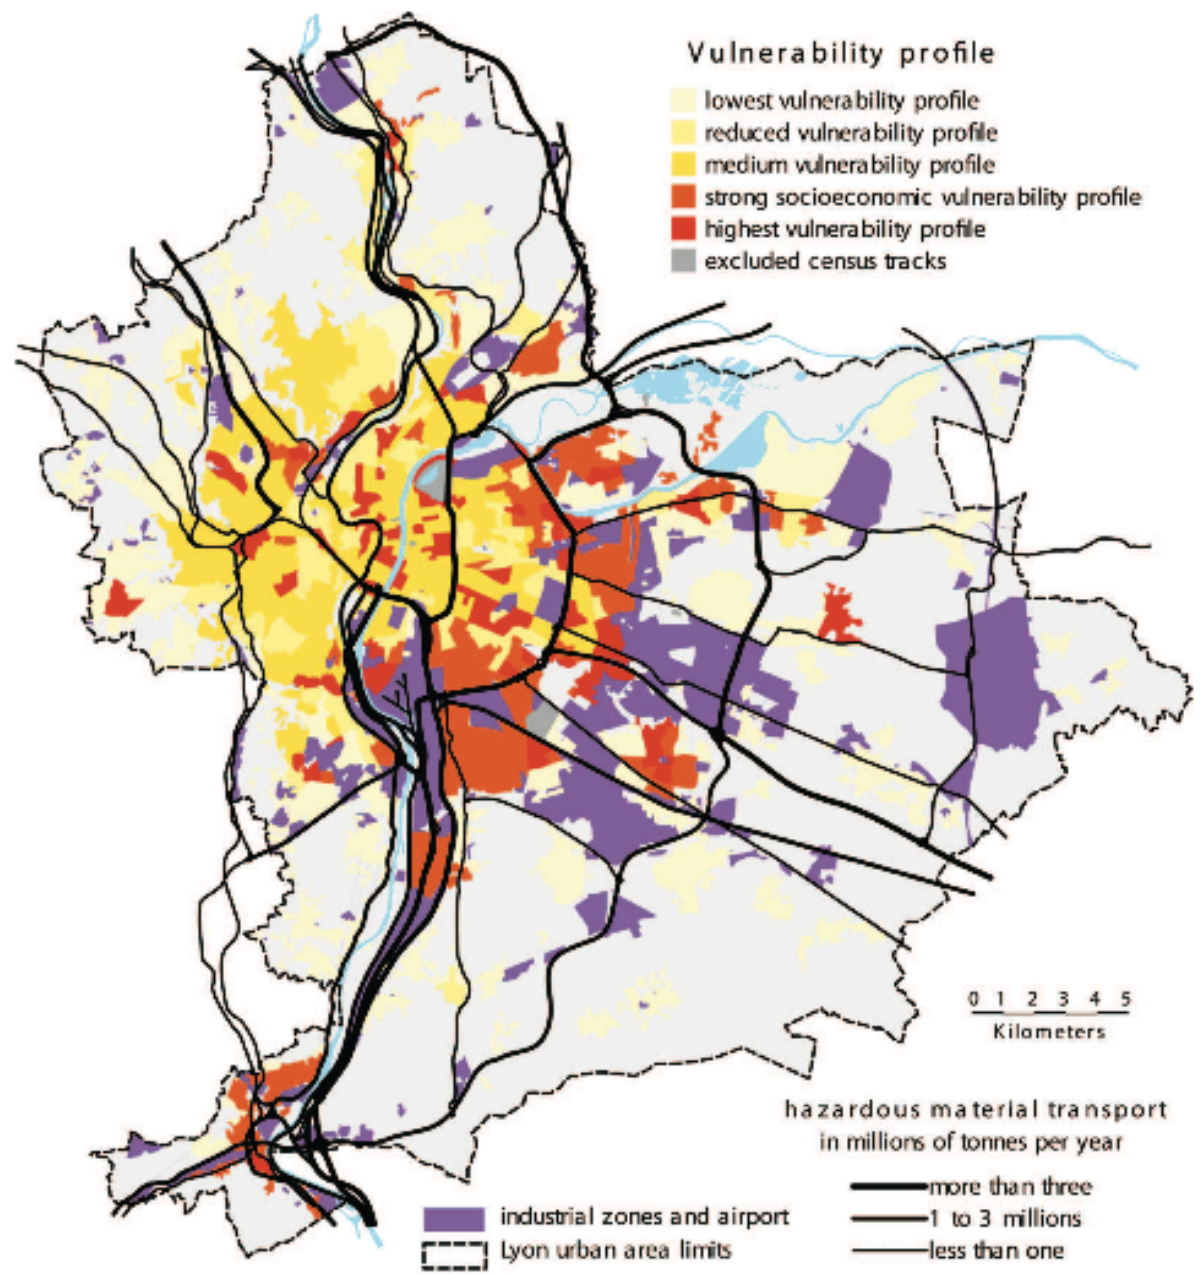 Vulnerability profile
lowest vulnerability profile
reduced vulnerability profile
medium vulnerability profile
strong socioeconomic vulnerability profile
highest vulnerability profile
excluded census tracks
0 1 2 3 4 5
Kilometers
hazardous material transport
in millions of tonnes per year
more than three
1 to 3 millions
less than one
industrial zones and airport
Lyon urban area limits